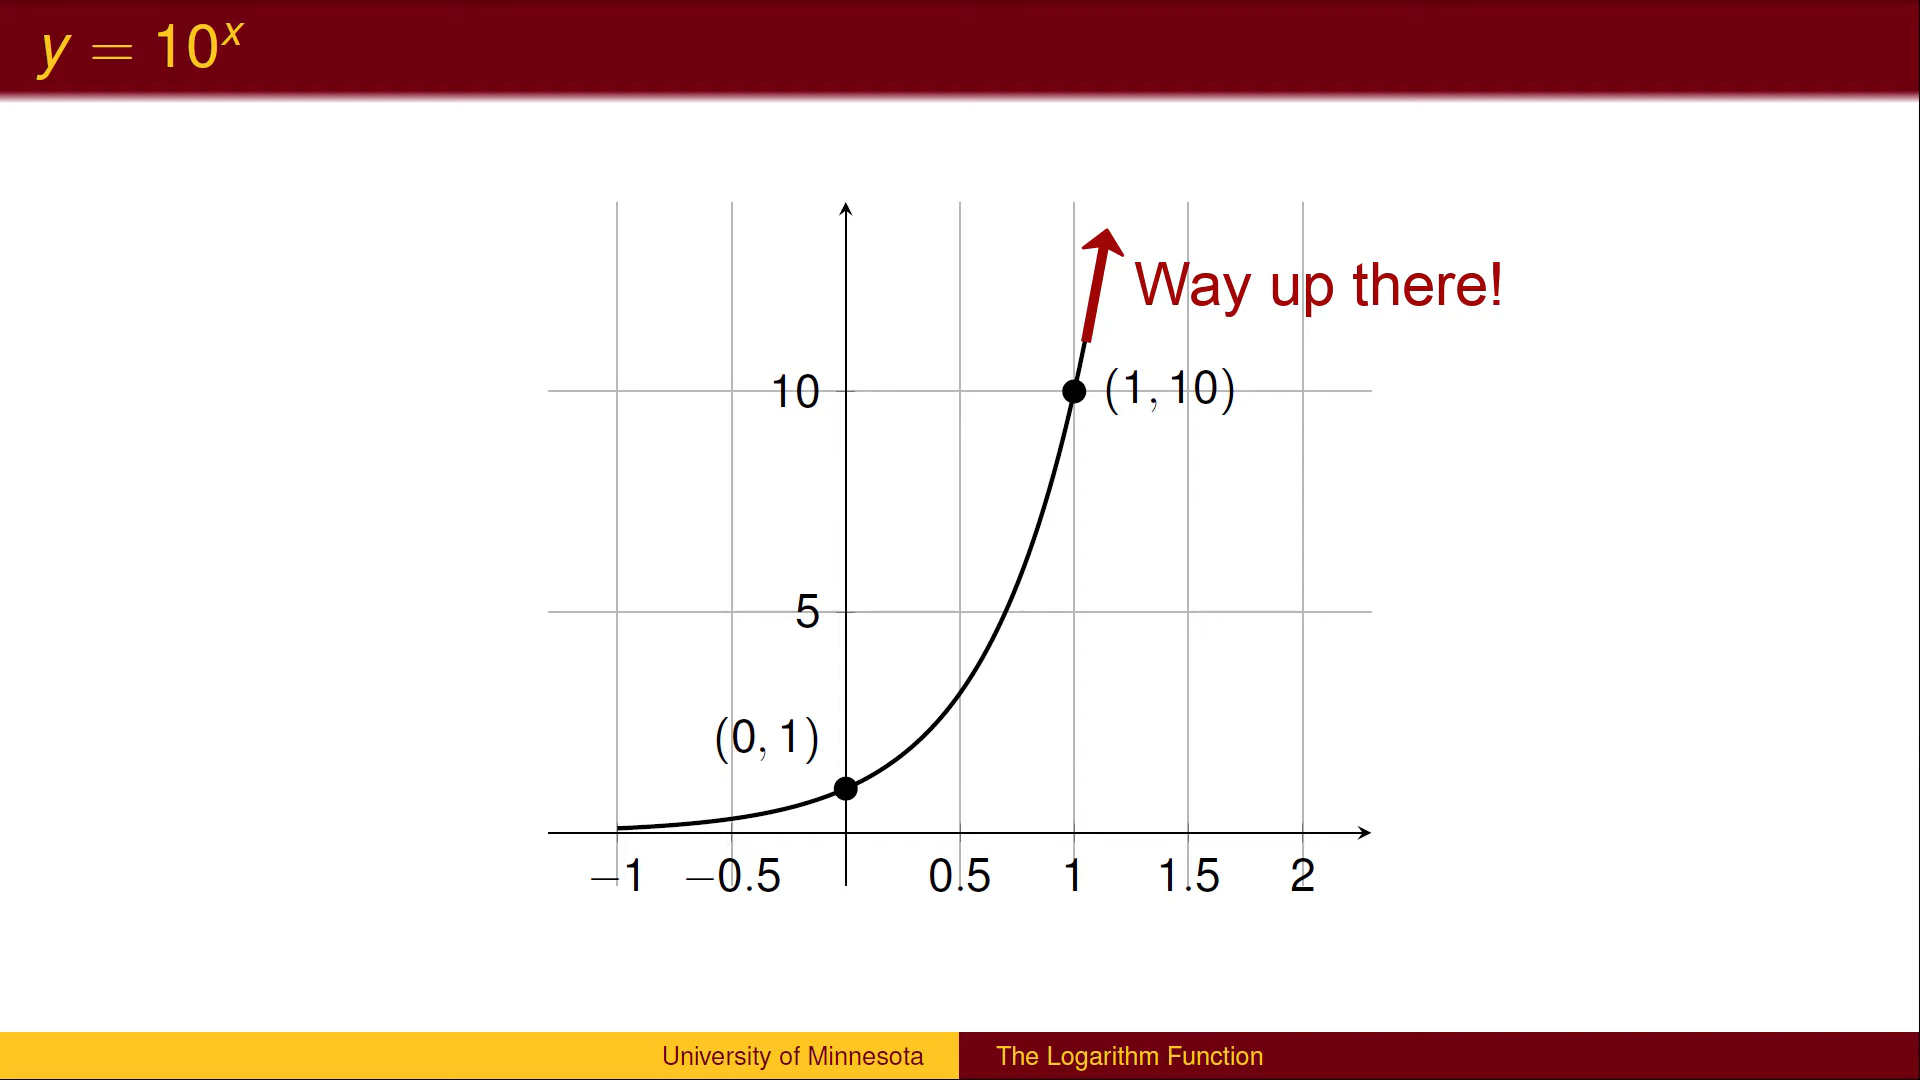 y = 10^x
Way up there!
10
(1, 10)
5
(0, 1)
−1 −0.5 0.5 1 1.5 2
University of Minnesota
The Logarithm Function